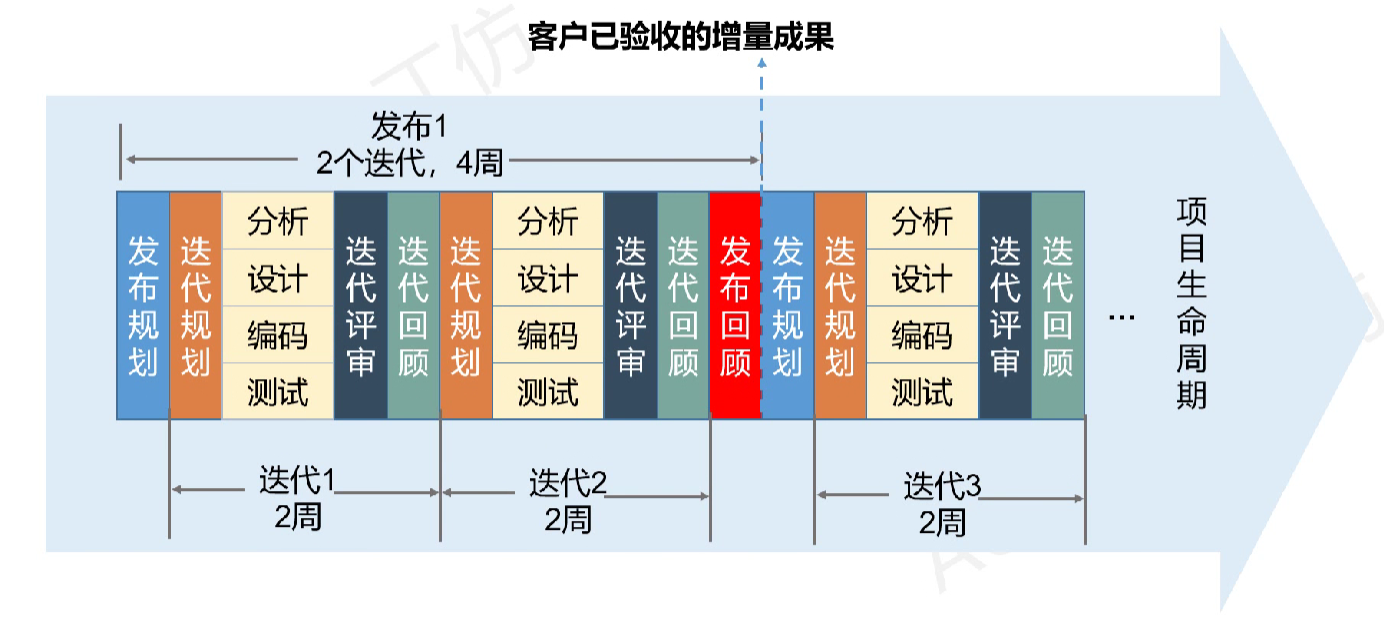 客户已验收的增量成果
发布1
2个迭代，4周
发布规划
迭代规划
分析
设计
编码
测试
迭代评审
迭代回顾
迭代规划
分析
设计
编码
测试
迭代评审
迭代回顾
发布回顾
发布规划
迭代规划
分析
设计
编码
测试
迭代评审
迭代回顾
...
项目生命周期
迭代1
2周
迭代2
2周
迭代3
2周